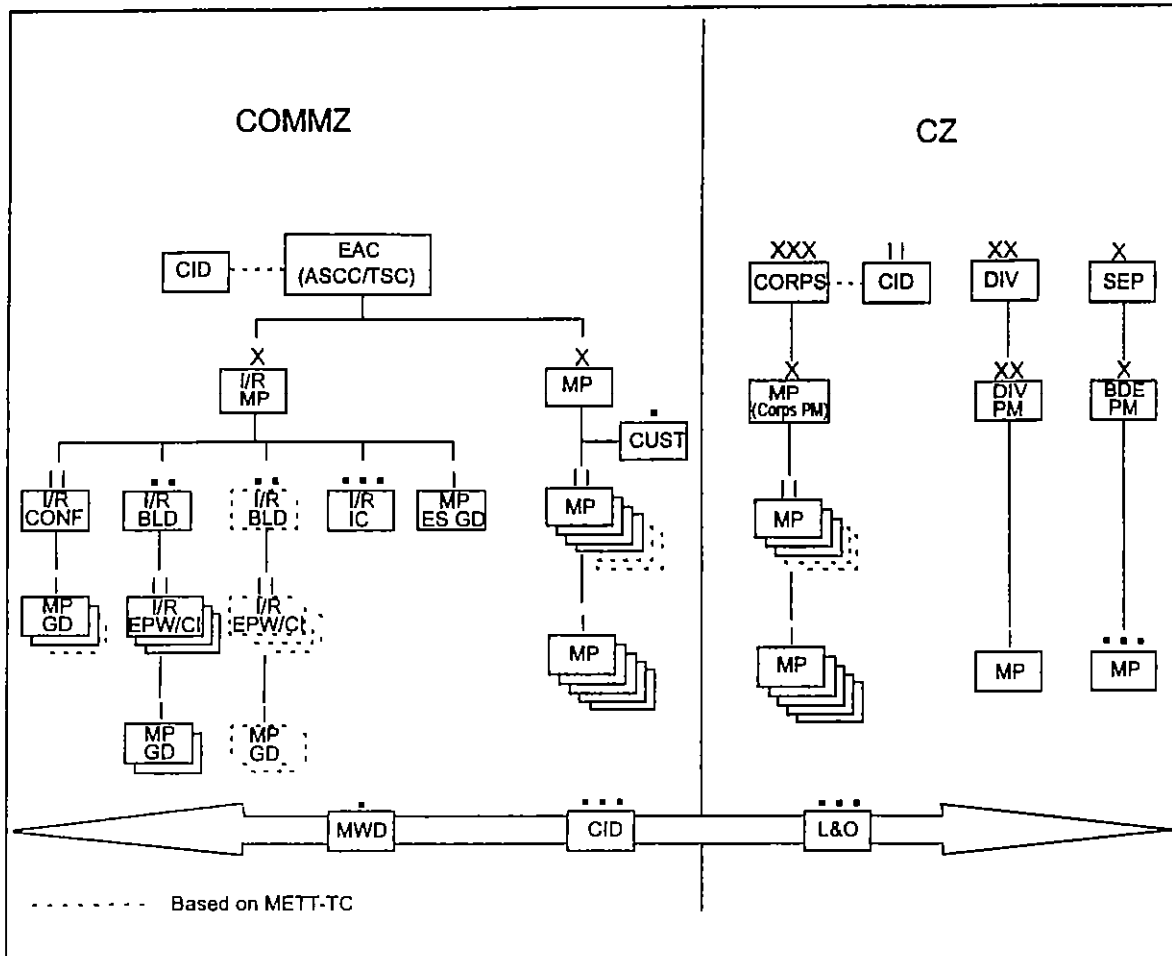 COMMZ
CZ
CID
EAC
(ASCC/TSC)
XXX
CORPS
II
CID
XX
DIV
X
SEP
X
I/R
MP
X
MP
X
MP
(Corps PM)
XX
DIV
PM
X
BDE
PM
CUST
II
I/R
CONF
I/R
BLD
I/R
BLD
I/R
IC
MP
ES GD
II
MP
II
MP
MP
GD
II
I/R
EPW/CI
II
I/R
EPW/CI
I
MP
I
MP
I
MP
MP
MP
GD
MP
GD
MWD
CID
L&O
Based on METT-TC